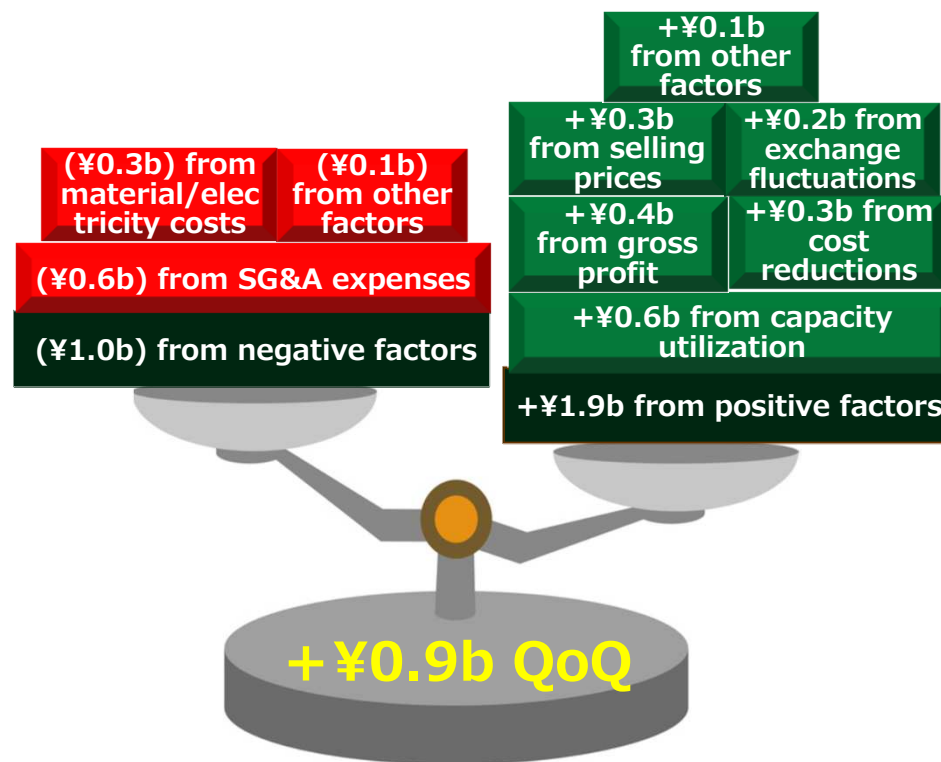 (¥0.3b) from
material/elec
tricity costs
(¥0.1b)
from other
factors
(¥0.6b) from SG&A expenses
(¥1.0b) from negative factors
+¥0.1b
from other
factors
+¥0.3b
from selling
prices
+¥0.2b from
exchange
fluctuations
+¥0.4b
from gross
profit
+¥0.3b from
cost
reductions
+¥0.6b from capacity
utilization
+¥1.9b from positive factors
+¥0.9b QoQ